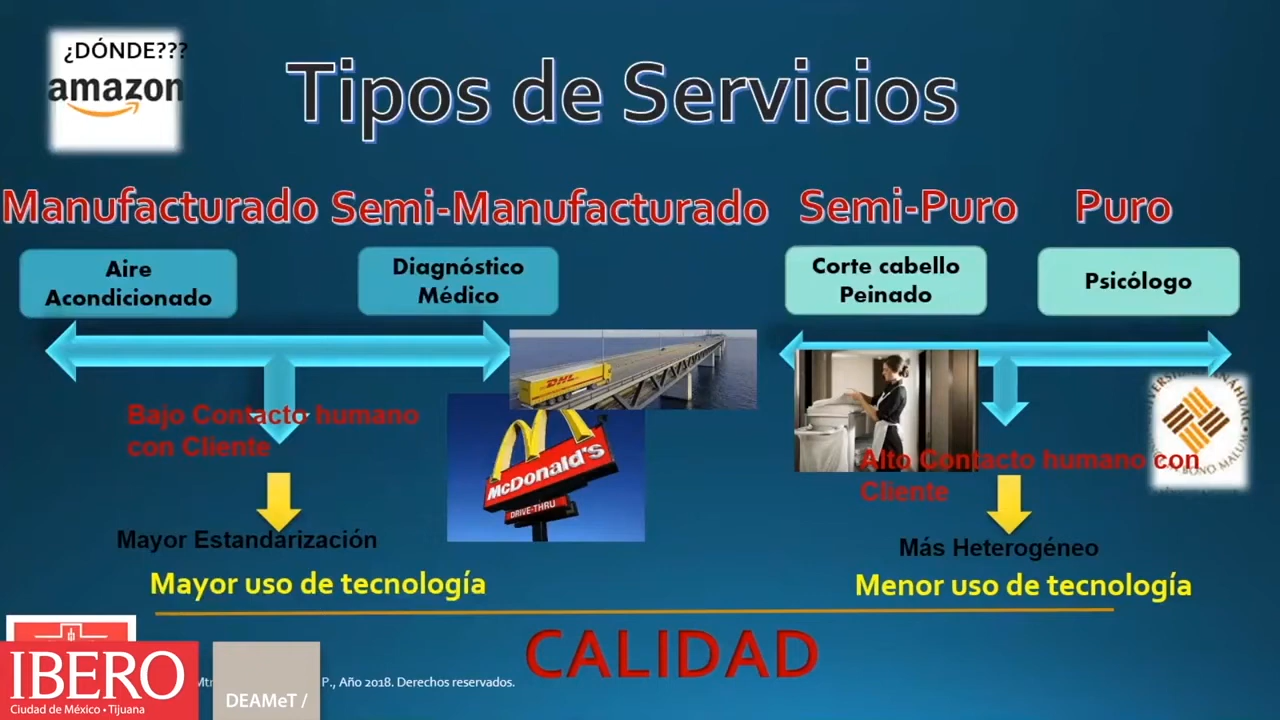 ¿DÓNDE???
amazon
Tipos de Servicios
Manufacturado
Semi-Manufacturado
Semi-Puro
Puro
Aire
Acondicionado
Diagnóstico
Médico
Corte cabello
Peinado
Psicólogo
DHL
Bajo Contacto humano
con Cliente
McDonald's
DRIVE-THRU
Alto Contacto humano con
Cliente
BONO MALUM
Mayor Estandarización
Más Heterogéneo
Mayor uso de tecnología
Menor uso de tecnología
CALIDAD
IBERO
Ciudad de México • Tijuana
DEAMeT /
P., Año 2018. Derechos reservados.